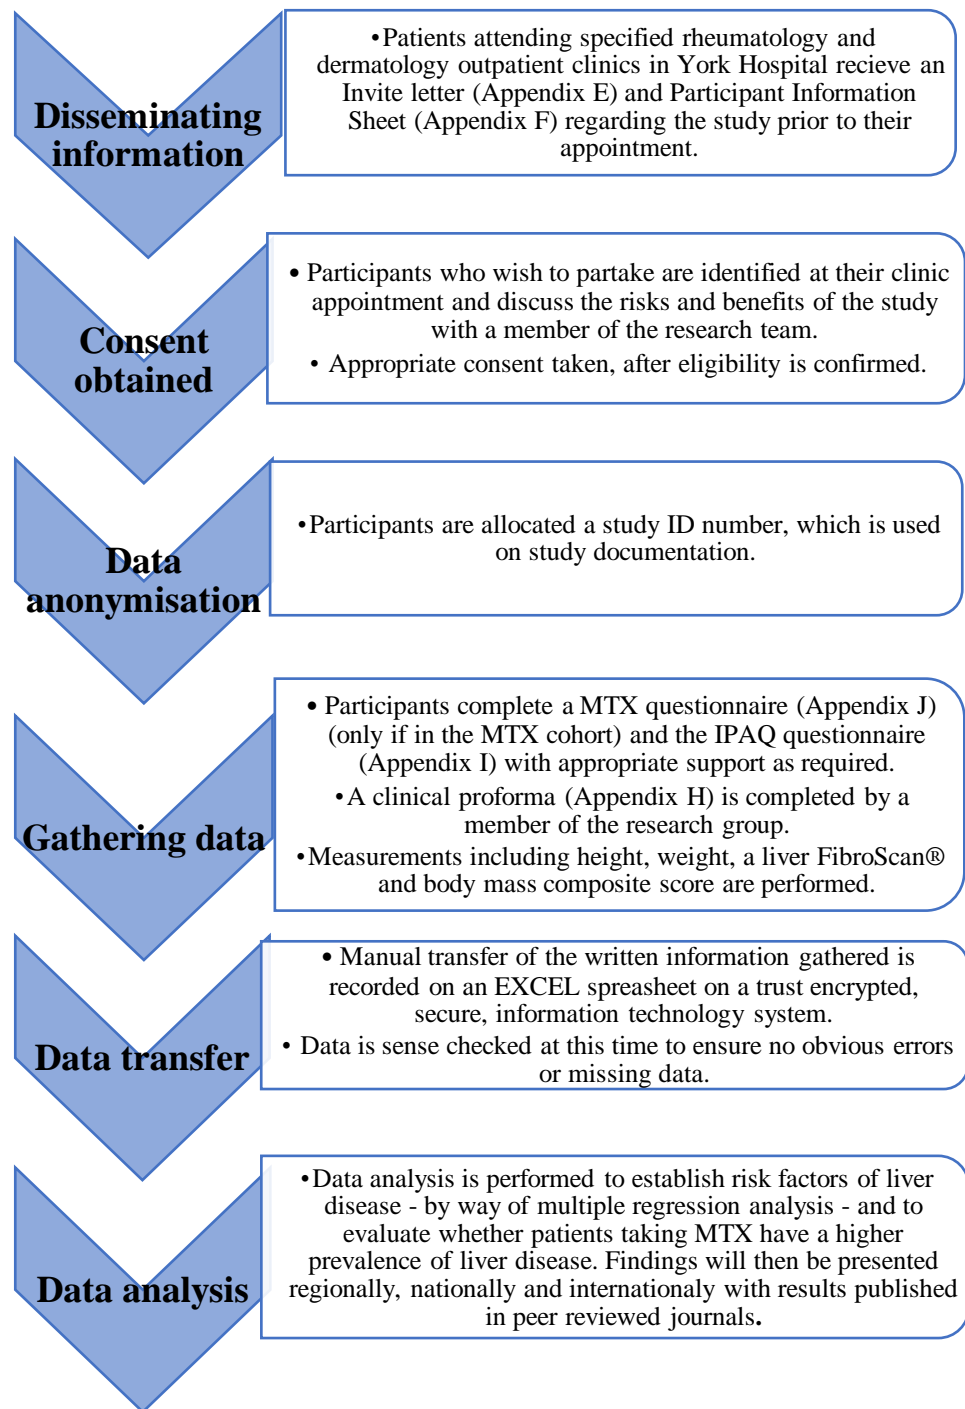 Disseminating
information
•Patients attending specified rheumatology and
dermatology outpatient clinics in York Hospital recieve an
Invite letter (Appendix E) and Participant Information
Sheet (Appendix F) regarding the study prior to their
appointment.
Consent
obtained
• Participants who wish to partake are identified at their clinic
appointment and discuss the risks and benefits of the study
with a member of the research team.
• Appropriate consent taken, after eligibility is confirmed.
Data
anonymisation
•Participants are allocated a study ID number, which is used
on study documentation.
Gathering data
• Participants complete a MTX questionnaire (Appendix J)
(only if in the MTX cohort) and the IPAQ questionnaire
(Appendix I) with appropriate support as required.
•A clinical proforma (Appendix H) is completed by a
member of the research group.
•Measurements including height, weight, a liver FibroScan®
and body mass composite score are performed.
Data transfer
• Manual transfer of the written information gathered is
recorded on an EXCEL spreasheet on a trust encrypted,
secure, information technology system.
• Data is sense checked at this time to ensure no obvious errors
or missing data.
Data analysis
•Data analysis is performed to establish risk factors of liver
disease - by way of multiple regression analysis - and to
evaluate whether patients taking MTX have a higher
prevalence of liver disease. Findings will then be presented
regionally, nationally and internationaly with results published
in peer reviewed journals.